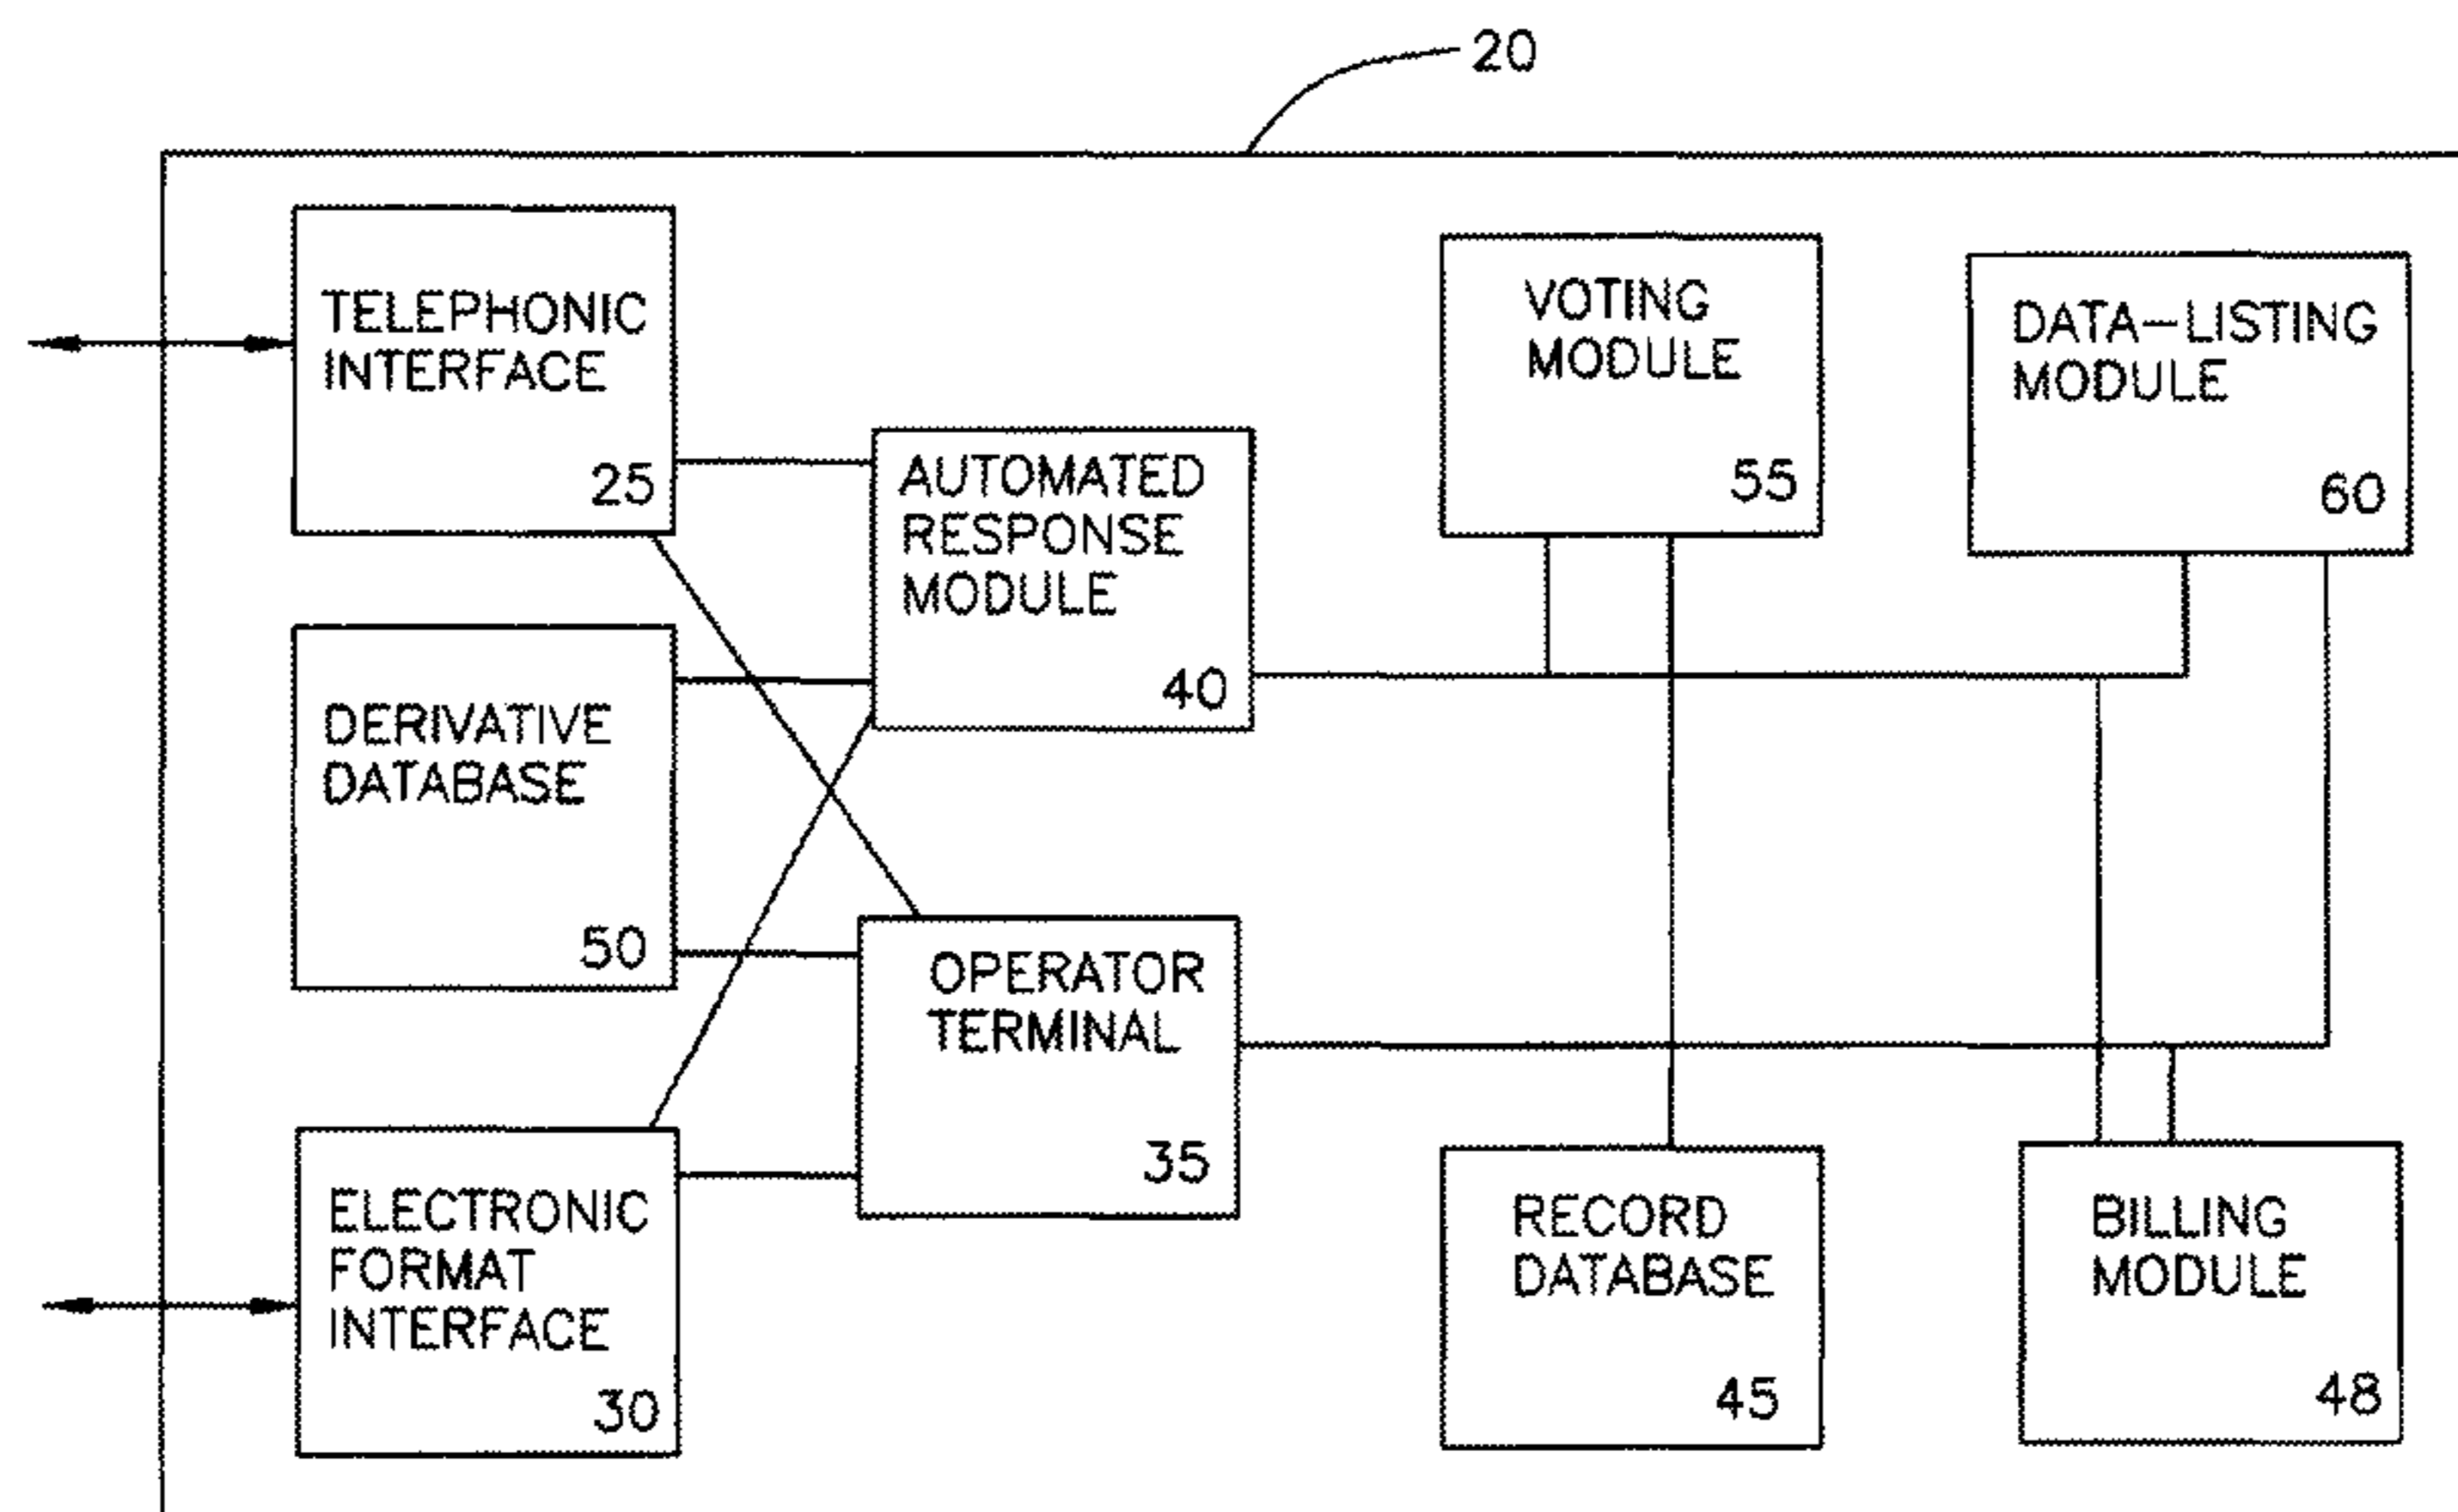 20
TELEPHONIC
INTERFACE
25
DERIVATIVE
DATABASE
50
ELECTRONIC
FORMAT
INTERFACE
30
AUTOMATED
RESPONSE
MODULE
40
OPERATOR
TERMINAL
35
VOTING
MODULE
55
RECORD
DATABASE
45
DATA-LISTING
MODULE
60
BILLING
MODULE
48